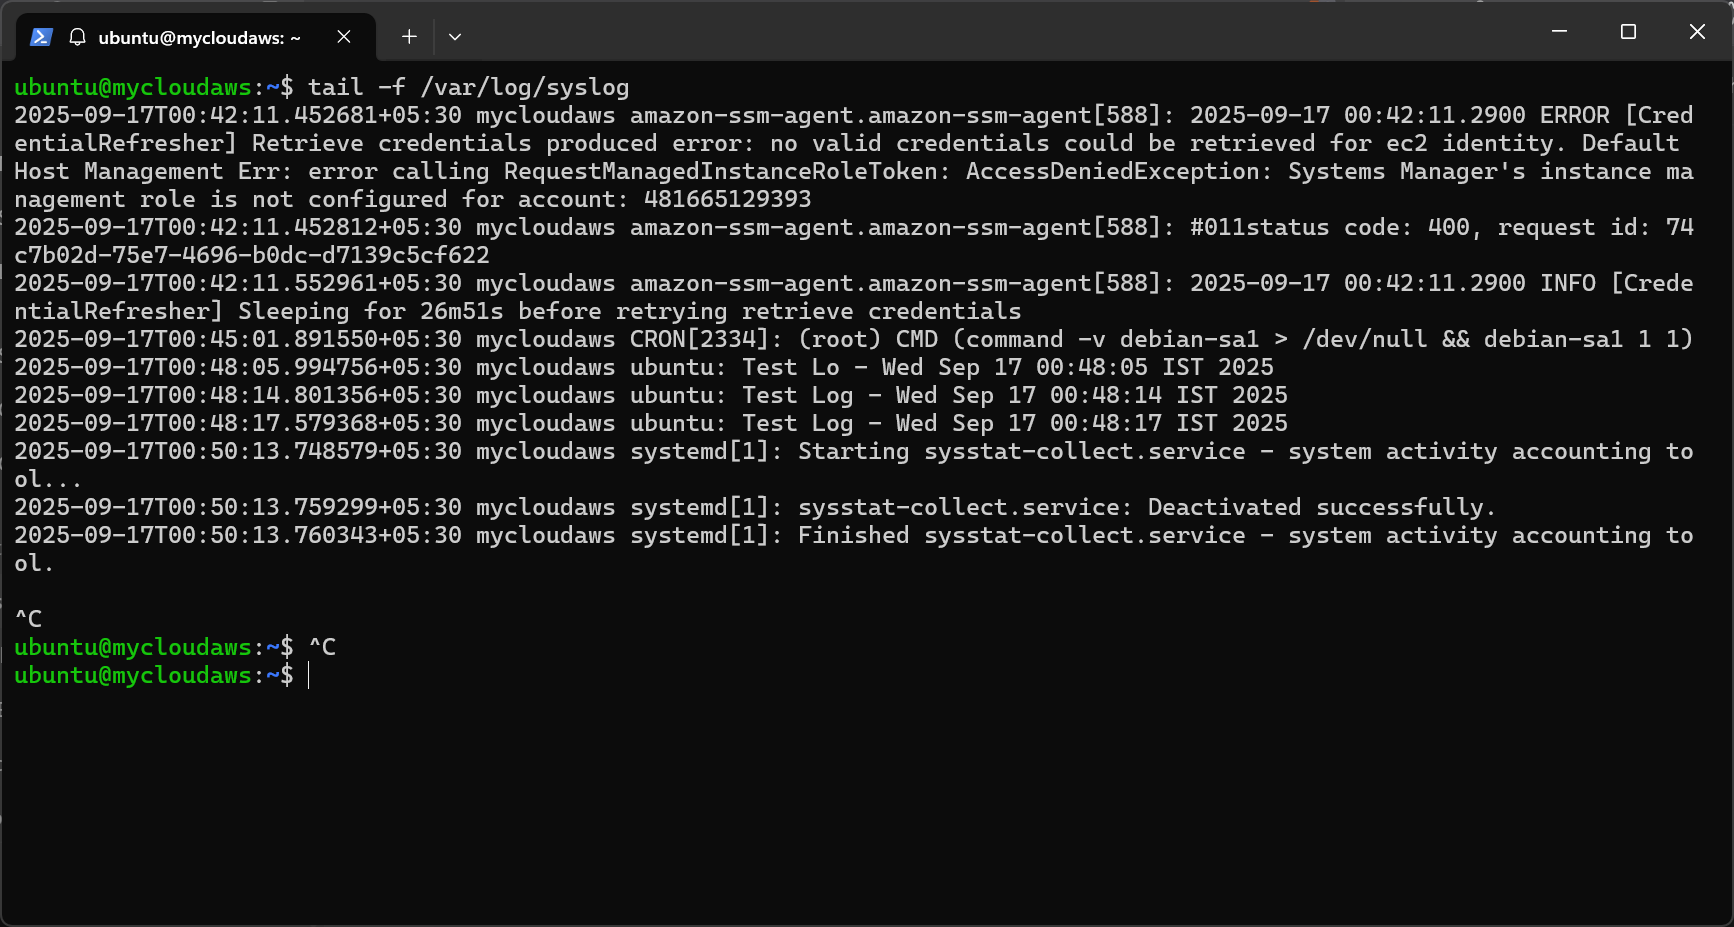 ubuntu@mycloudaws: ~
ubuntu@mycloudaws:~$ tail -f /var/log/syslog
2025-09-17T00:42:11.452681+05:30 mycloudaws amazon-ssm-agent.amazon-ssm-agent[588]: 2025-09-17 00:42:11.2900 ERROR [Cred
entialRefresher] Retrieve credentials produced error: no valid credentials could be retrieved for ec2 identity. Default
Host Management Err: error calling RequestManagedInstanceRoleToken: AccessDeniedException: Systems Manager's instance ma
nagement role is not configured for account: 481665129393
2025-09-17T00:42:11.452812+05:30 mycloudaws amazon-ssm-agent.amazon-ssm-agent[588]: #011status code: 400, request id: 74
c7b02d-75e7-4696-b0dc-d7139c5cf622
2025-09-17T00:42:11.552961+05:30 mycloudaws amazon-ssm-agent.amazon-ssm-agent[588]: 2025-09-17 00:42:11.2900 INFO [Crede
ntialRefresher] Sleeping for 26m51s before retrying retrieve credentials
2025-09-17T00:45:01.891550+05:30 mycloudaws CRON[2334]: (root) CMD (command -v debian-sa1 > /dev/null && debian-sa1 1 1)
2025-09-17T00:48:05.994756+05:30 mycloudaws ubuntu: Test Lo - Wed Sep 17 00:48:05 IST 2025
2025-09-17T00:48:14.801356+05:30 mycloudaws ubuntu: Test Log - Wed Sep 17 00:48:14 IST 2025
2025-09-17T00:48:17.579368+05:30 mycloudaws ubuntu: Test Log - Wed Sep 17 00:48:17 IST 2025
2025-09-17T00:50:13.748579+05:30 mycloudaws systemd[1]: Starting sysstat-collect.service - system activity accounting to
ol...
2025-09-17T00:50:13.759299+05:30 mycloudaws systemd[1]: sysstat-collect.service: Deactivated successfully.
2025-09-17T00:50:13.760343+05:30 mycloudaws systemd[1]: Finished sysstat-collect.service - system activity accounting to
ol.
^C
ubuntu@mycloudaws:~$ ^C
ubuntu@mycloudaws:~$